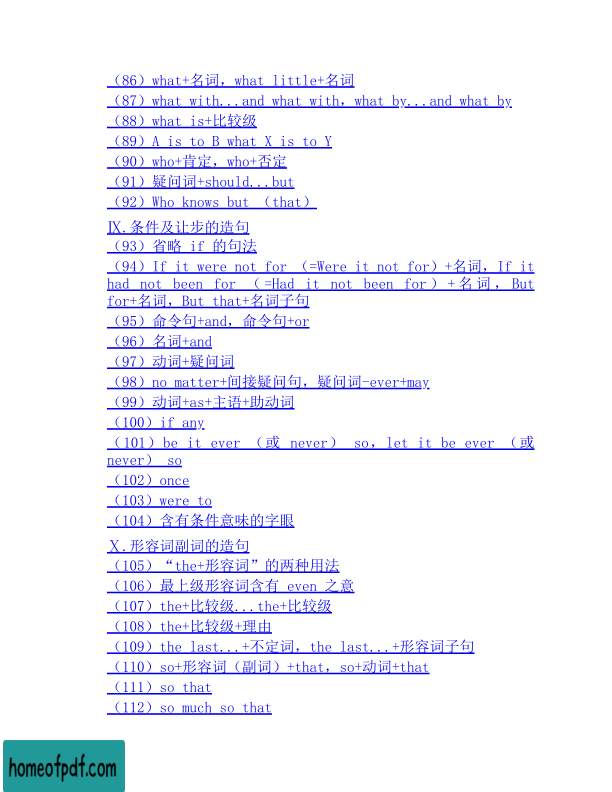 （86）what+名词，what little+名词
（87）what with...and what with，what by...and what by
（88）what is+比较级
（89）A is to B what X is to Y
（90）who+肯定，who+否定
（91）疑问词+should...but
（92）Who knows but （that）
Ⅸ.条件及让步的造句
（93）省略 if 的句法
（94）If it were not for （=Were it not for）+名词，If it
had not been for （=Had it not been for）+名词，But
for+名词，But that+名词子句
（95）命令句+and，命令句+or
（96）名词+and
（97）动词+疑问词
（98）no matter+间接疑问句，疑问词-ever+may
（99）动词+as+主语+助动词
（100）if any
（101）be it ever （或 never） so，let it be ever （或
never） so
（102）once
（103）were to
（104）含有条件意味的字眼
Ⅹ.形容词副词的造句
（105）“the+形容词”的两种用法
（106）最上级形容词含有 even 之意
（107）the+比较级...the+比较级
（108）the+比较级+理由
（109）the last...+不定词，the last...+形容词子句
（110）so+形容词（副词）+that，so+动词+that
（111）so that
（112）so much so that
homeofpdf.com